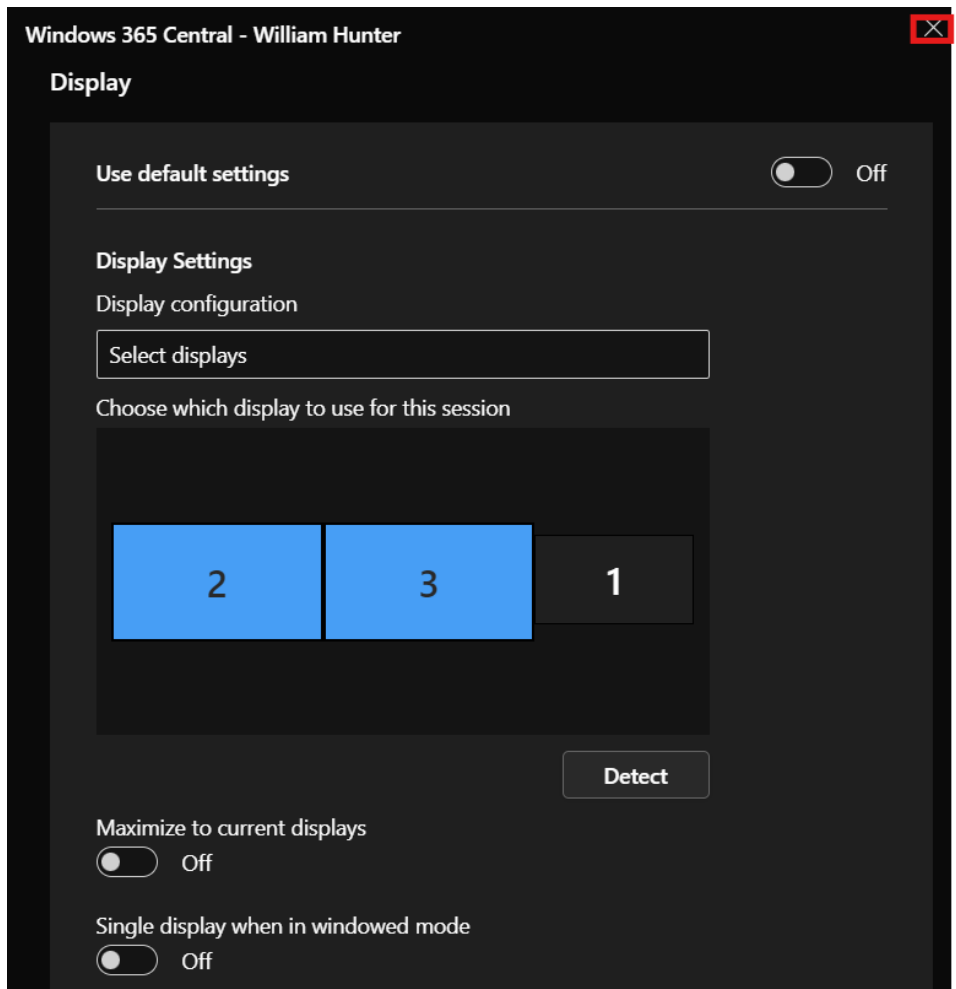 Windows 365 Central - William Hunter
Display
Use default settings
Off
Display Settings
Display configuration
Select displays
Choose which display to use for this session
2
3
1
Detect
Maximize to current displays
Off
Single display when in windowed mode
Off